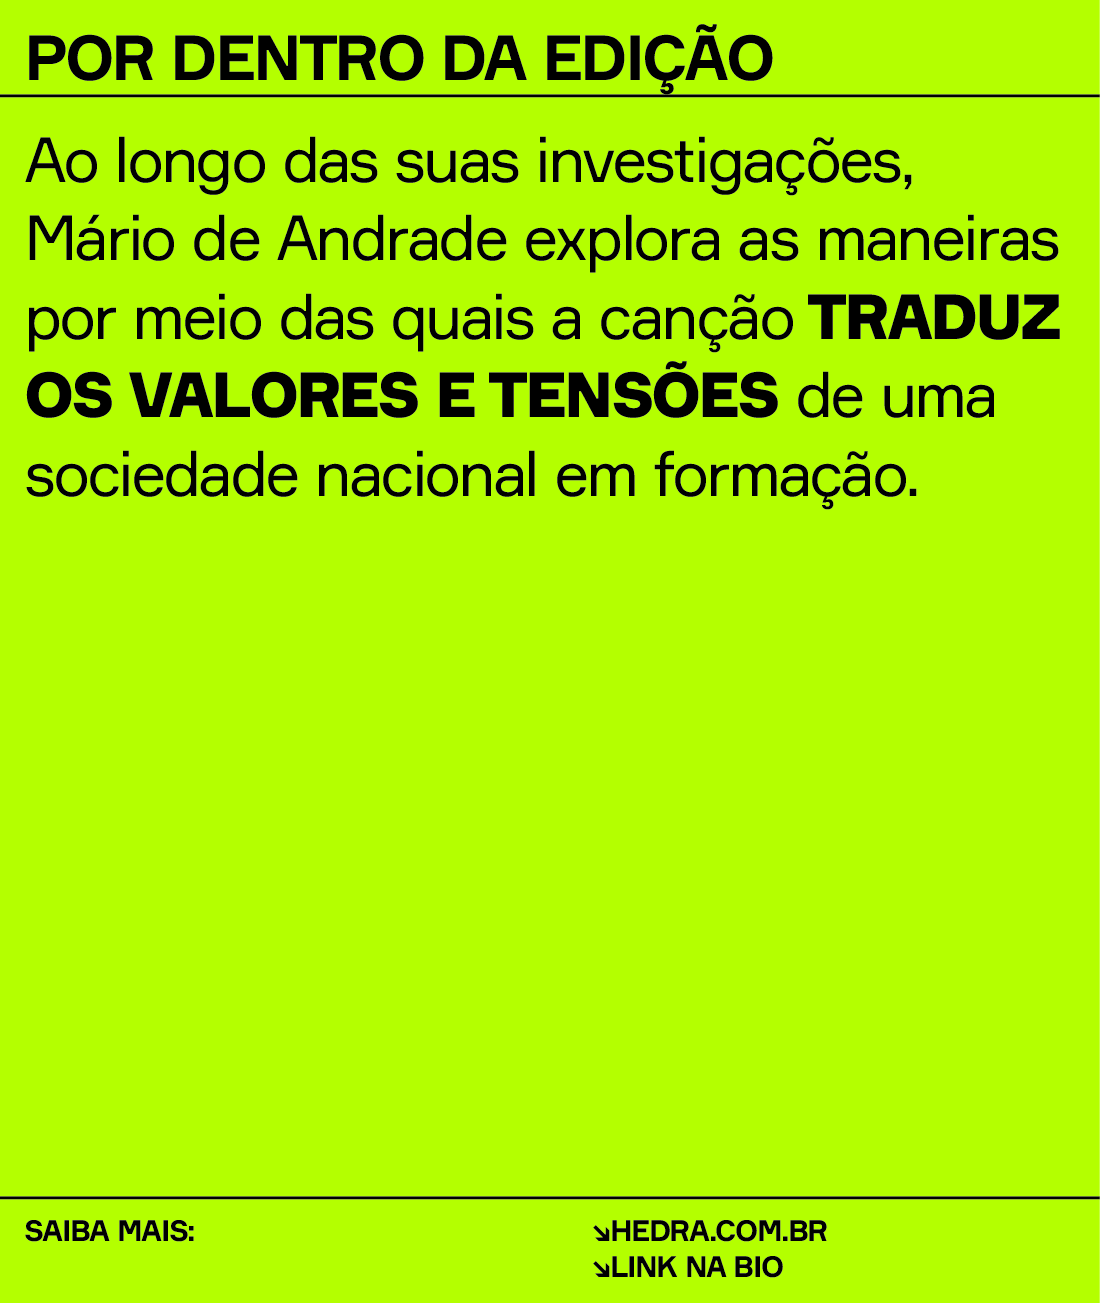 POR DENTRO DA EDIÇÃO
Ao longo das suas investigações,
Mário de Andrade explora as maneiras
por meio das quais a canção TRADUZ
OS VALORES E TENSÕES de uma
sociedade nacional em formação.
SAIBA MAIS:
↘HEDRA.COM.BR
↘LINK NA BIO